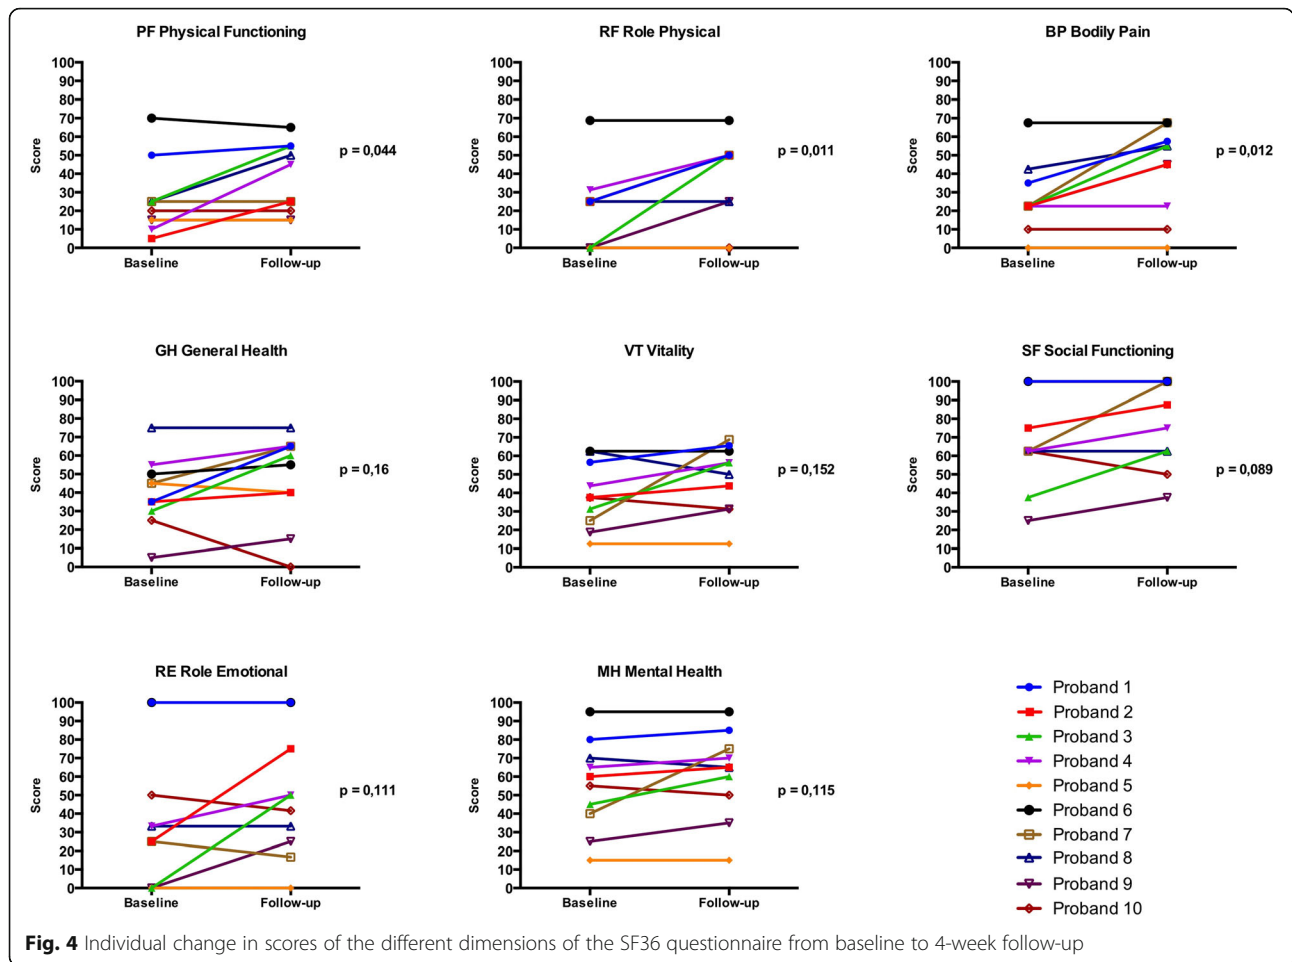 PF Physical Functioning
100
90
80
70
60
50
40
30
20
10
0
Score
Baseline
Follow-up
p = 0,044
RF Role Physical
100
90
80
70
60
50
40
30
20
10
0
Score
Baseline
Follow-up
p = 0,011
BP Bodily Pain
100
90
80
70
60
50
40
30
20
10
0
Score
Baseline
Follow-up
p = 0,012
GH General Health
100
90
80
70
60
50
40
30
20
10
0
Score
Baseline
Follow-up
p = 0,16
VT Vitality
100
90
80
70
60
50
40
30
20
10
0
Score
Baseline
Follow-up
p = 0,152
SF Social Functioning
100
90
80
70
60
50
40
30
20
10
0
Score
Baseline
Follow-up
p = 0,089
RE Role Emotional
100
90
80
70
60
50
40
30
20
10
0
Score
Baseline
Follow-up
p = 0,111
MH Mental Health
100
90
80
70
60
50
40
30
20
10
0
Score
Baseline
Follow-up
p = 0,115
Proband 1
Proband 2
Proband 3
Proband 4
Proband 5
Proband 6
Proband 7
Proband 8
Proband 9
Proband 10
Fig. 4 Individual change in scores of the different dimensions of the SF36 questionnaire from baseline to 4-week follow-up